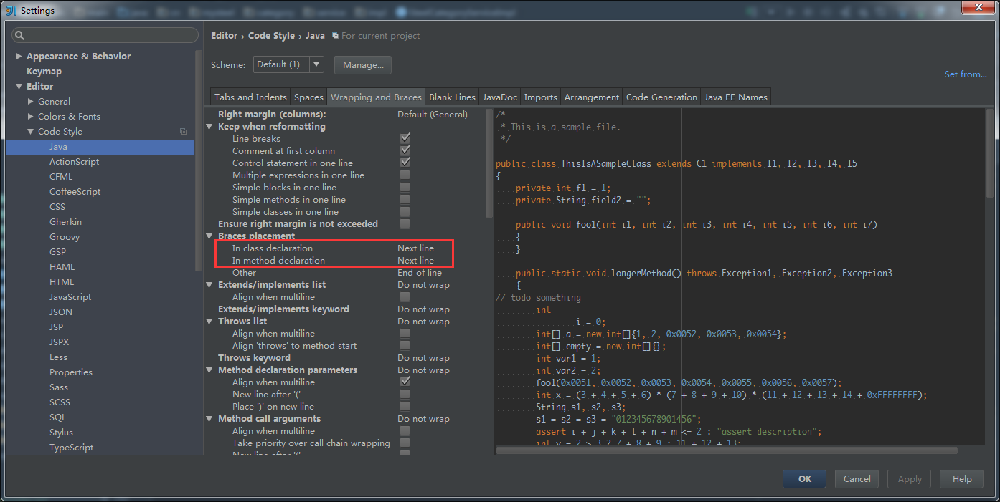 Settings
Editor › Code Style › Java For current project
Scheme: Default (1) Manage...
Set from...
Appearance & Behavior
Keymap
Editor
General
Colors & Fonts
Code Style
Java
ActionScript
CFML
CoffeeScript
CSS
Gherkin
Groovy
GSP
HAML
HTML
JavaScript
JSON
JSP
JSPX
Less
Properties
Sass
SCSS
SQL
Stylus
TypeScript
Tabs and Indents Spaces Wrapping and Braces Blank Lines JavaDoc Imports Arrangement Code Generation Java EE Names
Right margin (columns): Default (General)
Keep when reformatting
Line breaks
Comment at first column
Control statement in one line
Multiple expressions in one line
Simple blocks in one line
Simple methods in one line
Simple classes in one line
Ensure right margin is not exceeded
Braces placement
In class declaration Next line
In method declaration Next line
Other End of line
Extends/implements list Do not wrap
Align when multiline
Extends/implements keyword Do not wrap
Throws list Do not wrap
Align when multiline
Align 'throws' to method start
Throws keyword Do not wrap
Method declaration parameters Do not wrap
Align when multiline
New line after '('
Place ')' on new line
Method call arguments Do not wrap
Align when multiline
Take priority over call chain wrapping
New line after '('
/*
* This is a sample file.
*/
public class ThisIsASampleClass extends C1 implements I1, I2, I3, I4, I5
{
private int f1 = 1;
private String field2 = "";
public void foo1(int i1, int i2, int i3, int i4, int i5, int i6, int i7)
{
}
public static void longerMethod() throws Exception1, Exception2, Exception3
{
// todo something
int
i = 0;
int[] a = new int[]{1, 2, 0x0052, 0x0053, 0x0054};
int[] empty = new int[]{};
int var1 = 1;
int var2 = 2;
foo1(0x0051, 0x0052, 0x0053, 0x0054, 0x0055, 0x0056, 0x0057);
int x = (3 + 4 + 5 + 6) * (7 + 8 + 9 + 10) * (11 + 12 + 13 + 14 + 0xFFFFFFFF);
String s1, s2, s3;
s1 = s2 = s3 = "012345678901456";
assert i + j + k + l + n + m <= 2 : "assert description";
int y = 2 > 3 ? 7 + 8 + 9 : 11 + 12 + 13;
OK Cancel Apply Help